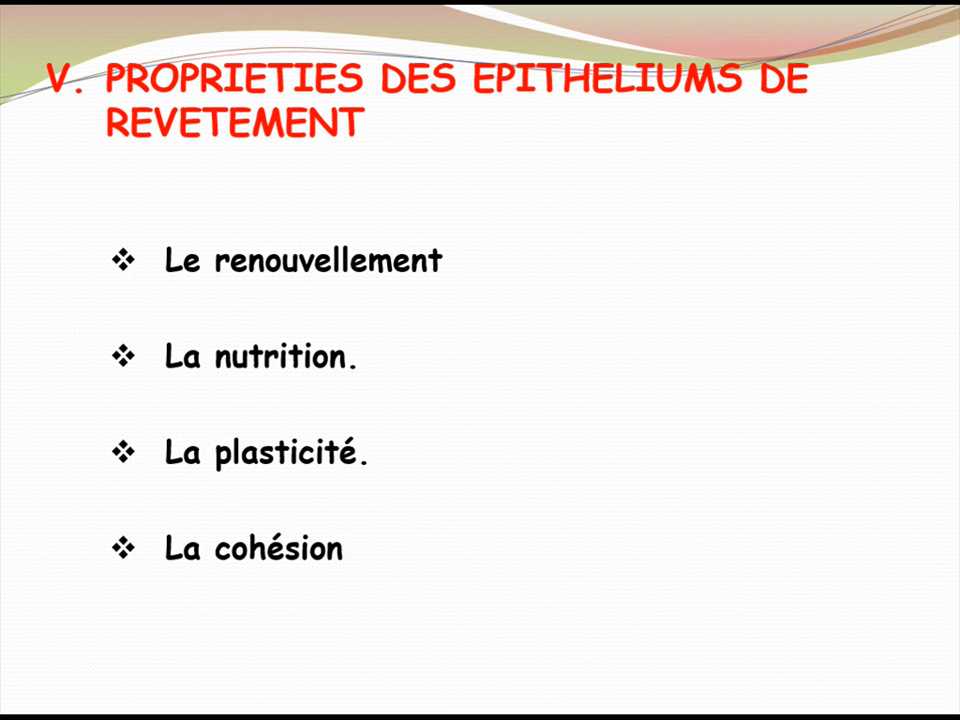 V. PROPRIETIES DES EPITHELIUMS DE
REVETEMENT
❖ Le renouvellement
❖ La nutrition.
❖ La plasticité.
❖ La cohésion